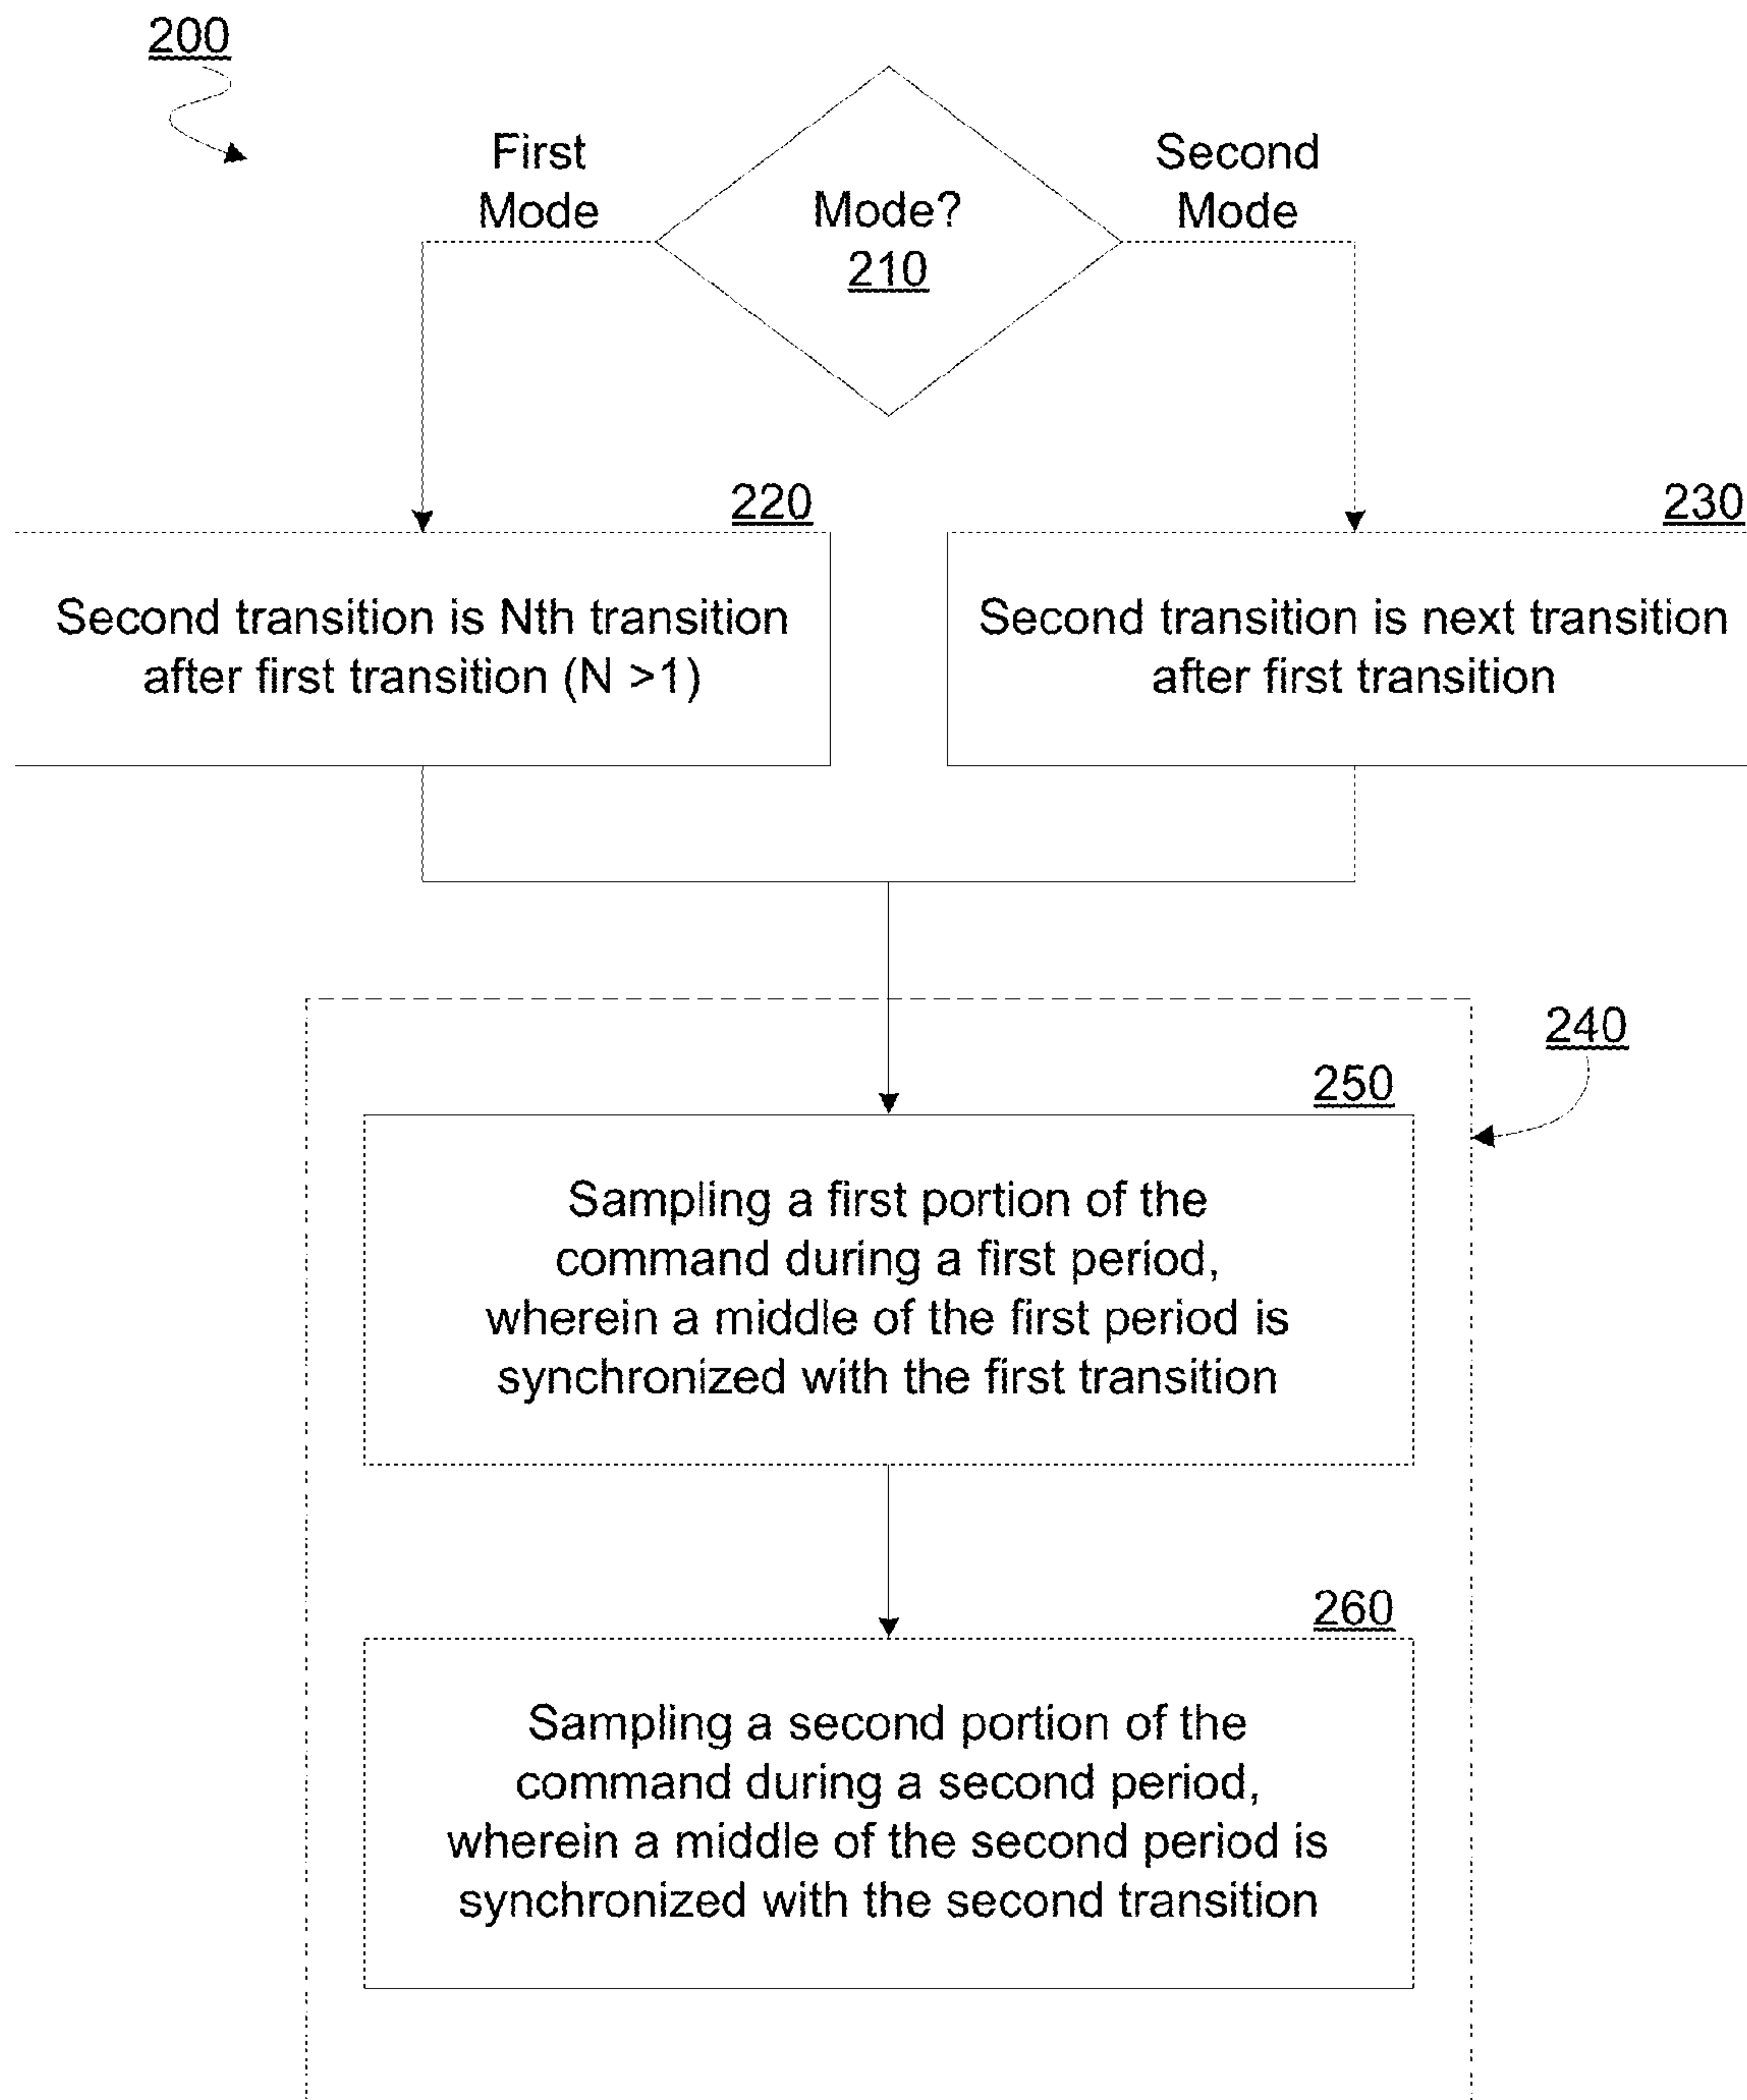 200
First
Mode
Mode?
210
Second
Mode
220
Second transition is Nth transition
after first transition (N >1)
230
Second transition is next transition
after first transition
240
250
Sampling a first portion of the
command during a first period,
wherein a middle of the first period is
synchronized with the first transition
260
Sampling a second portion of the
command during a second period,
wherein a middle of the second period is
synchronized with the second transition